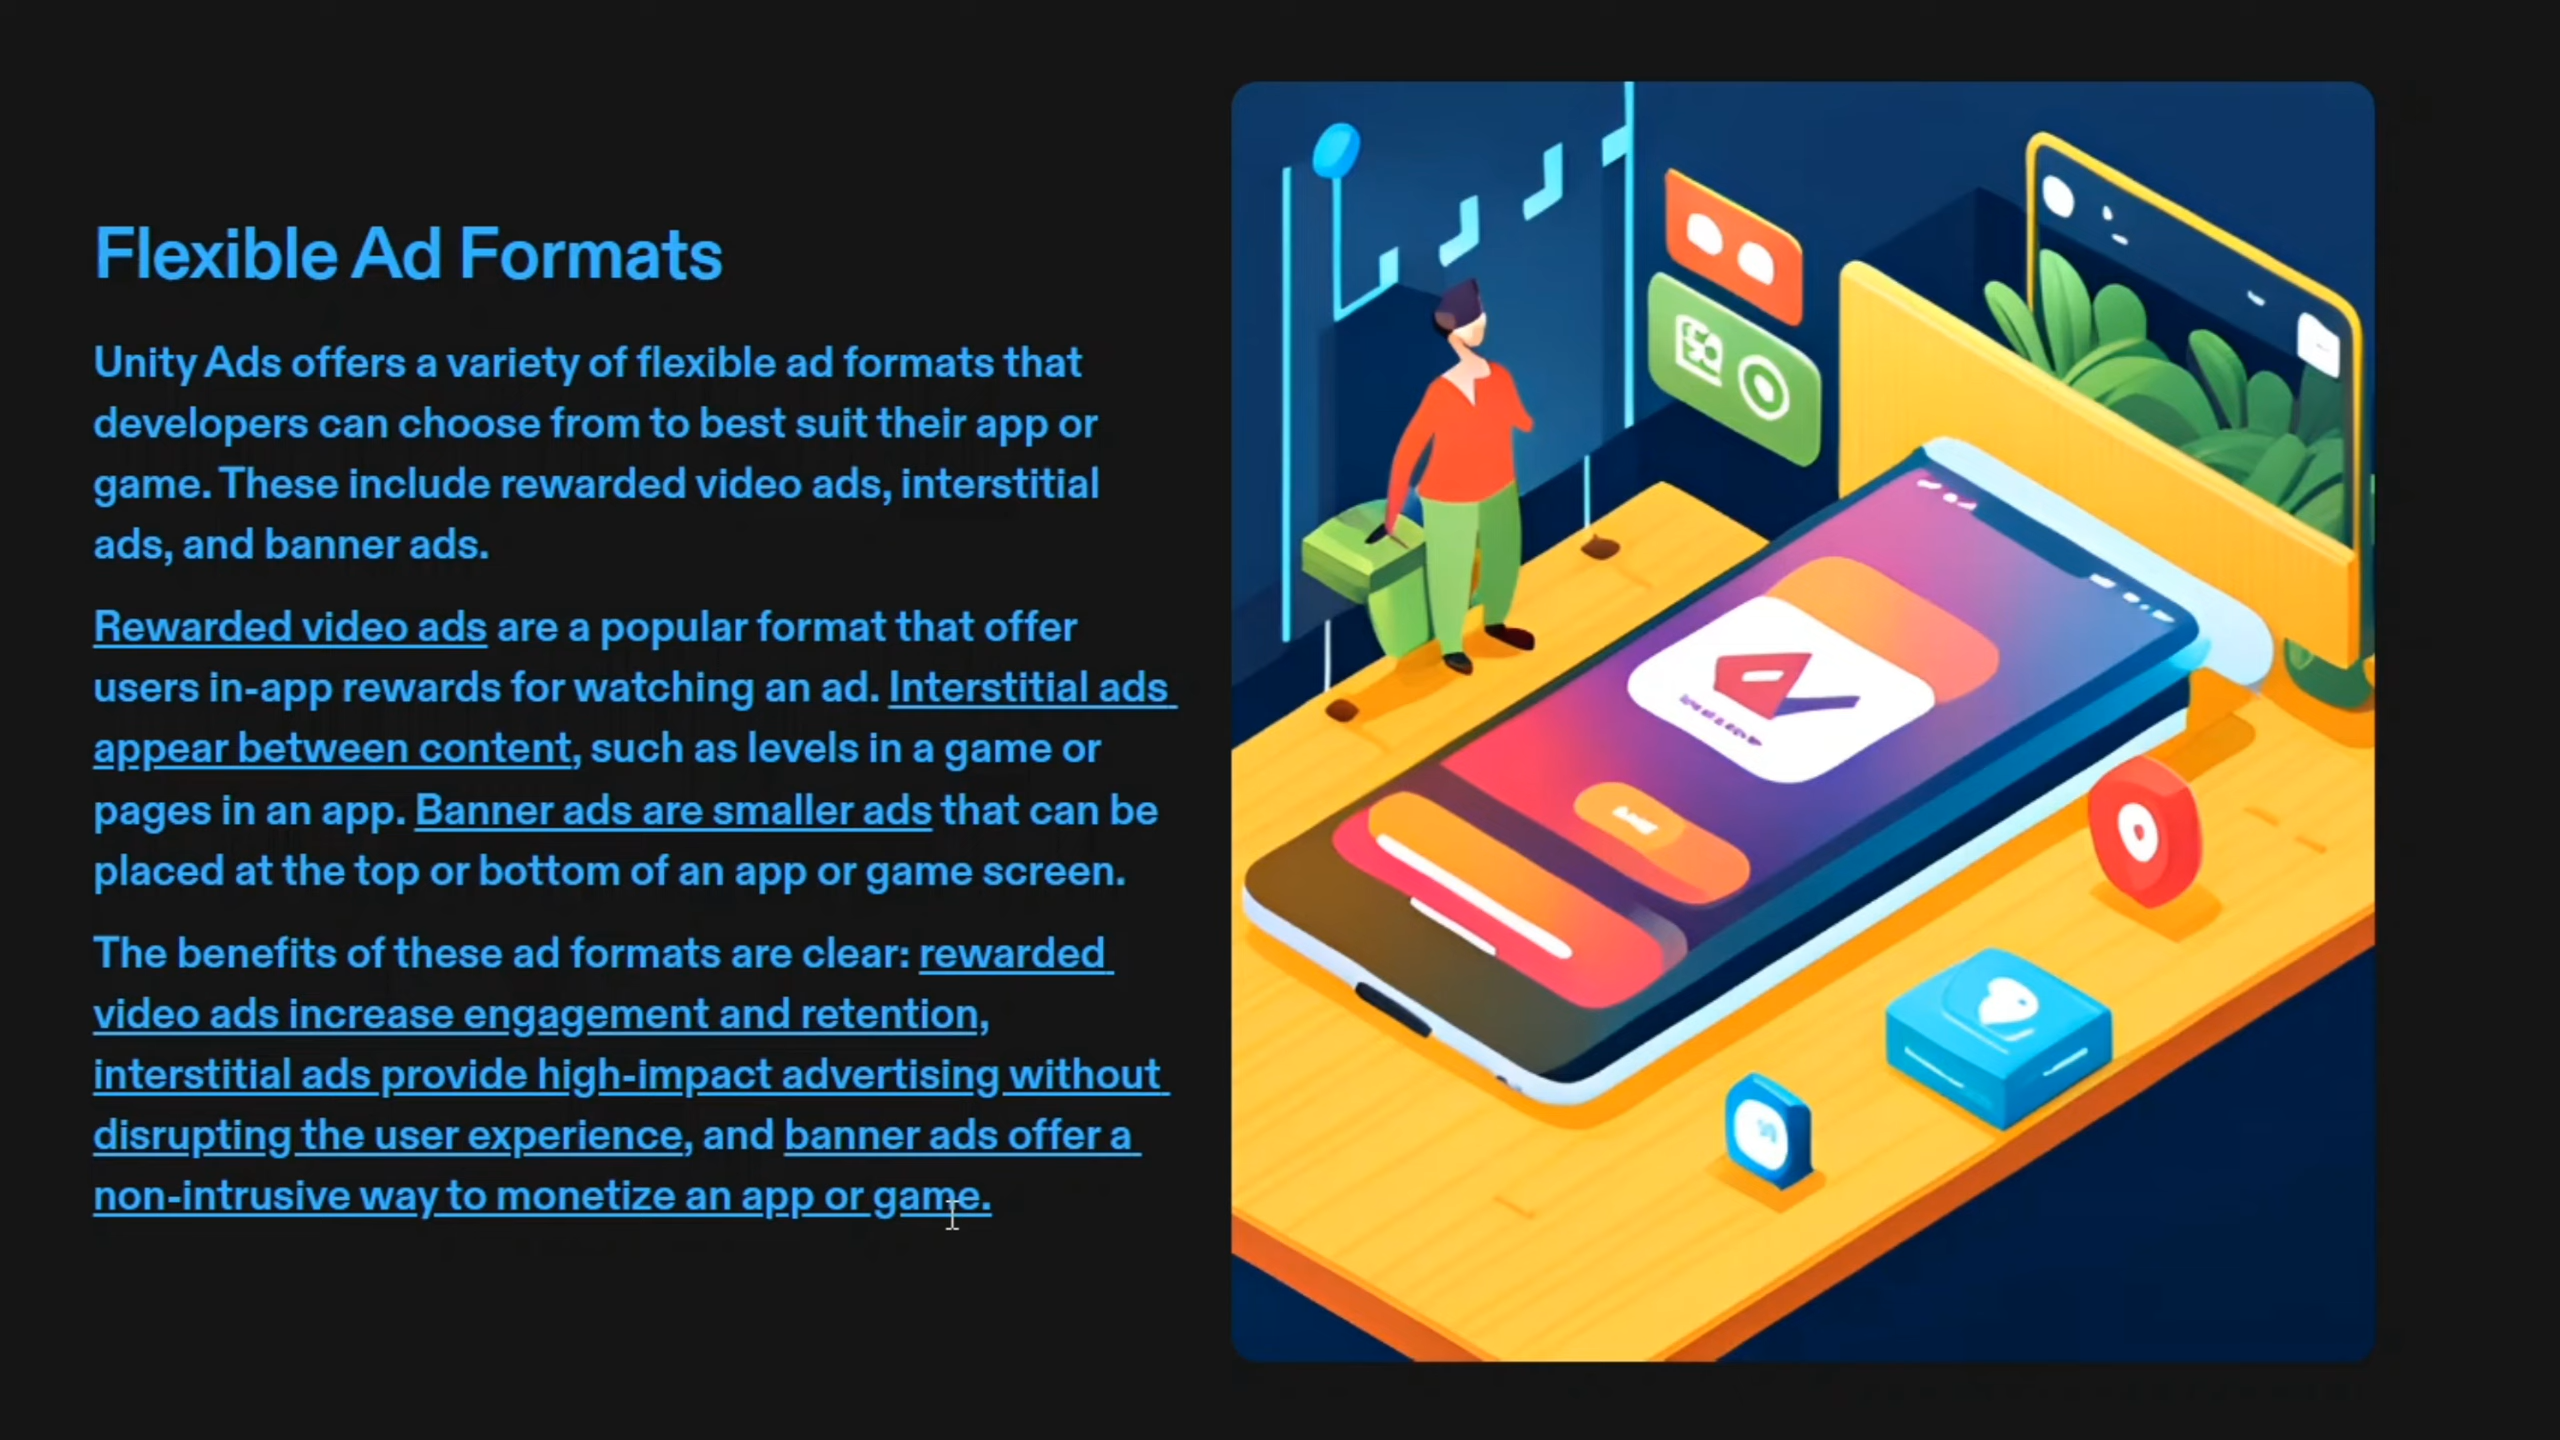 Flexible Ad Formats
Unity Ads offers a variety of flexible ad formats that
developers can choose from to best suit their app or
game. These include rewarded video ads, interstitial
ads, and banner ads.
Rewarded video ads are a popular format that offer
users in-app rewards for watching an ad. Interstitial ads
appear between content, such as levels in a game or
pages in an app. Banner ads are smaller ads that can be
placed at the top or bottom of an app or game screen.
The benefits of these ad formats are clear: rewarded
video ads increase engagement and retention,
interstitial ads provide high-impact advertising without
disrupting the user experience, and banner ads offer a
non-intrusive way to monetize an app or game.